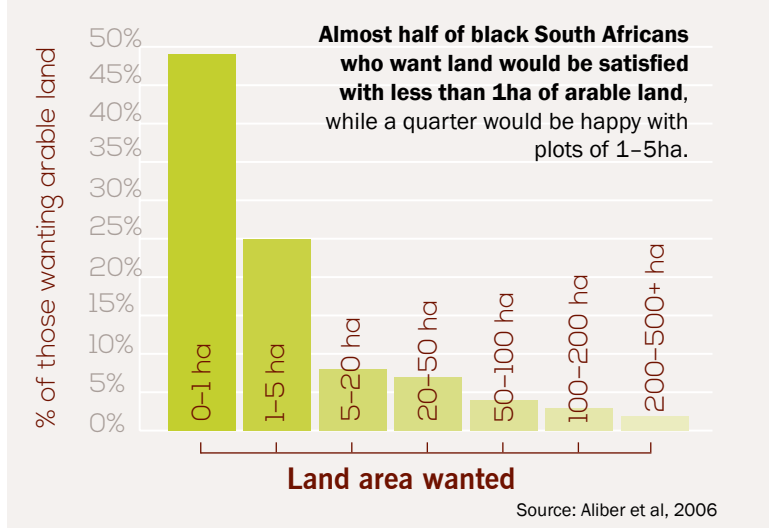 Almost half of black South Africans
who want land would be satisfied
with less than 1ha of arable land,
while a quarter would be happy with
plots of 1–5ha.
% of those wanting arable land
50%
45%
40%
35%
30%
25%
20%
15%
10%
5%
0%
0–1 ha
1–5 ha
5–20 ha
20–50 ha
50–100 ha
100–200 ha
200–500+ ha
Land area wanted
Source: Aliber et al, 2006